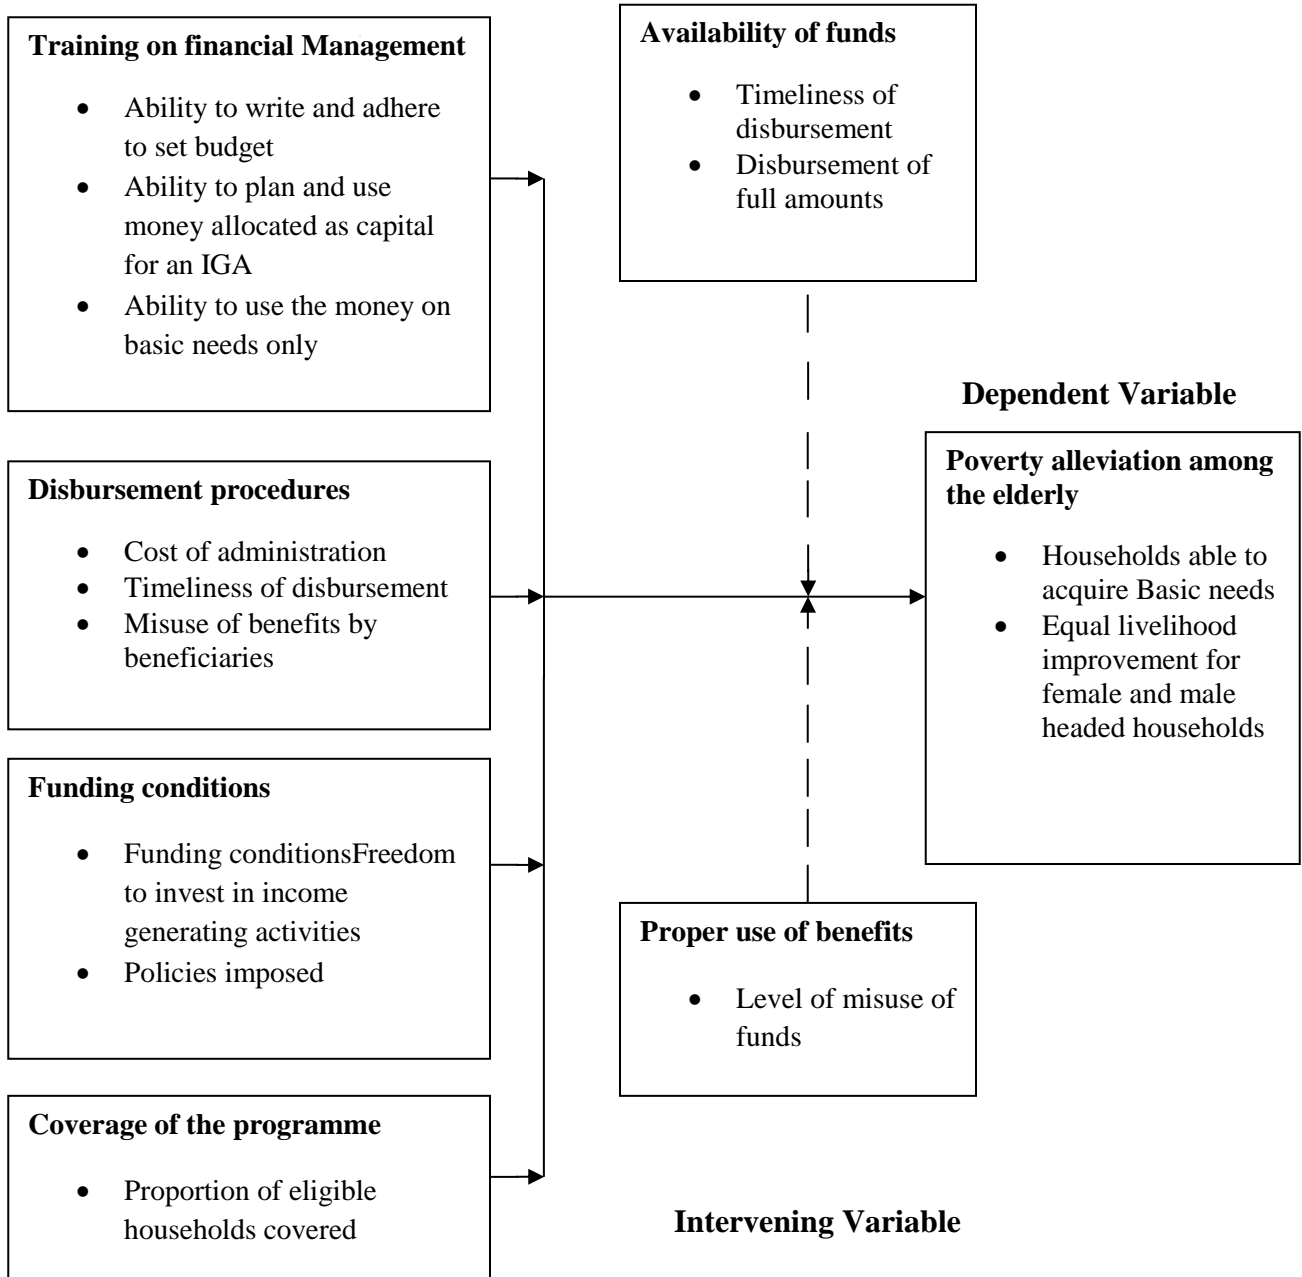 Training on financial Management
• Ability to write and adhere
to set budget
• Ability to plan and use
money allocated as capital
for an IGA
• Ability to use the money on
basic needs only
Disbursement procedures
• Cost of administration
• Timeliness of disbursement
• Misuse of benefits by
beneficiaries
Funding conditions
• Funding conditionsFreedom
to invest in income
generating activities
• Policies imposed
Coverage of the programme
• Proportion of eligible
households covered
Availability of funds
• Timeliness of
disbursement
• Disbursement of
full amounts
Proper use of benefits
• Level of misuse of
funds
Intervening Variable
Dependent Variable
Poverty alleviation among
the elderly
• Households able to
acquire Basic needs
• Equal livelihood
improvement for
female and male
headed households